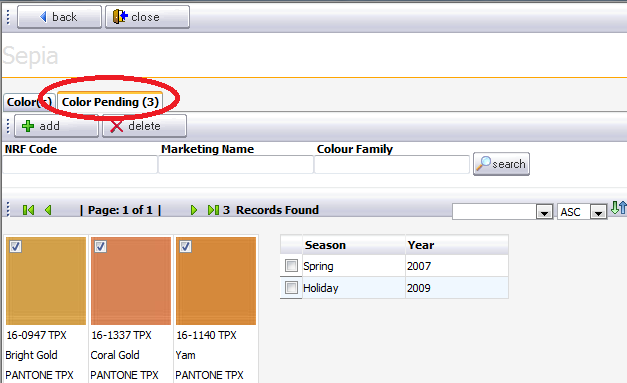 back close
Sepia
Color( Color Pending (3)
add delete
NRF Code Marketing Name Colour Family
search
| Page: 1 of 1 | 3 Records Found ASC
Season Year
Spring 2007
Holiday 2009
16-0947 TPX 16-1337 TPX 16-1140 TPX
Bright Gold Coral Gold Yam
PANTONE TPX PANTONE TPX PANTONE TPX